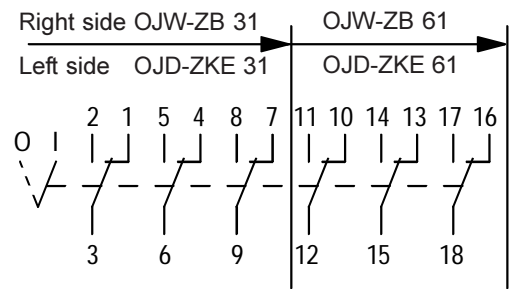 Right side OJW-ZB 31 OJW-ZB 61
Left side OJD-ZKE 31 OJD-ZKE 61
2 1 5 4 8 7 11 10 14 13 17 16
O I
3 6 9 12 15 18